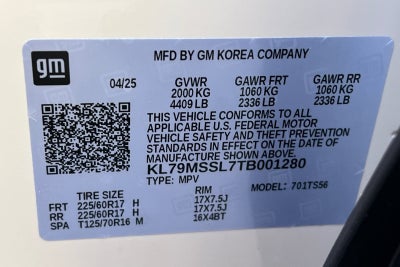 gm
MFD BY GM KOREA COMPANY
04/25 GVWR GAWR FRT GAWR RR
2000 KG 1060 KG 1060 KG
4409 LB 2336 LB 2336 LB
THIS VEHICLE CONFORMS TO ALL
APPLICABLE U.S. FEDERAL MOTOR
VEHICLE SAFETY AND THEFT PREVENTION
STANDARDS IN EFFECT ON THE DATE OF
MANUFACTURE SHOWN ABOVE.
KL79MSSL7TB001280
TYPE: MPV MODEL: 701TS56
TIRE SIZE RIM
FRT 225/60R17 H 17X7.5J
RR 225/60R17 H 17X7.5J
SPA T125/70R16 M 16X4BT